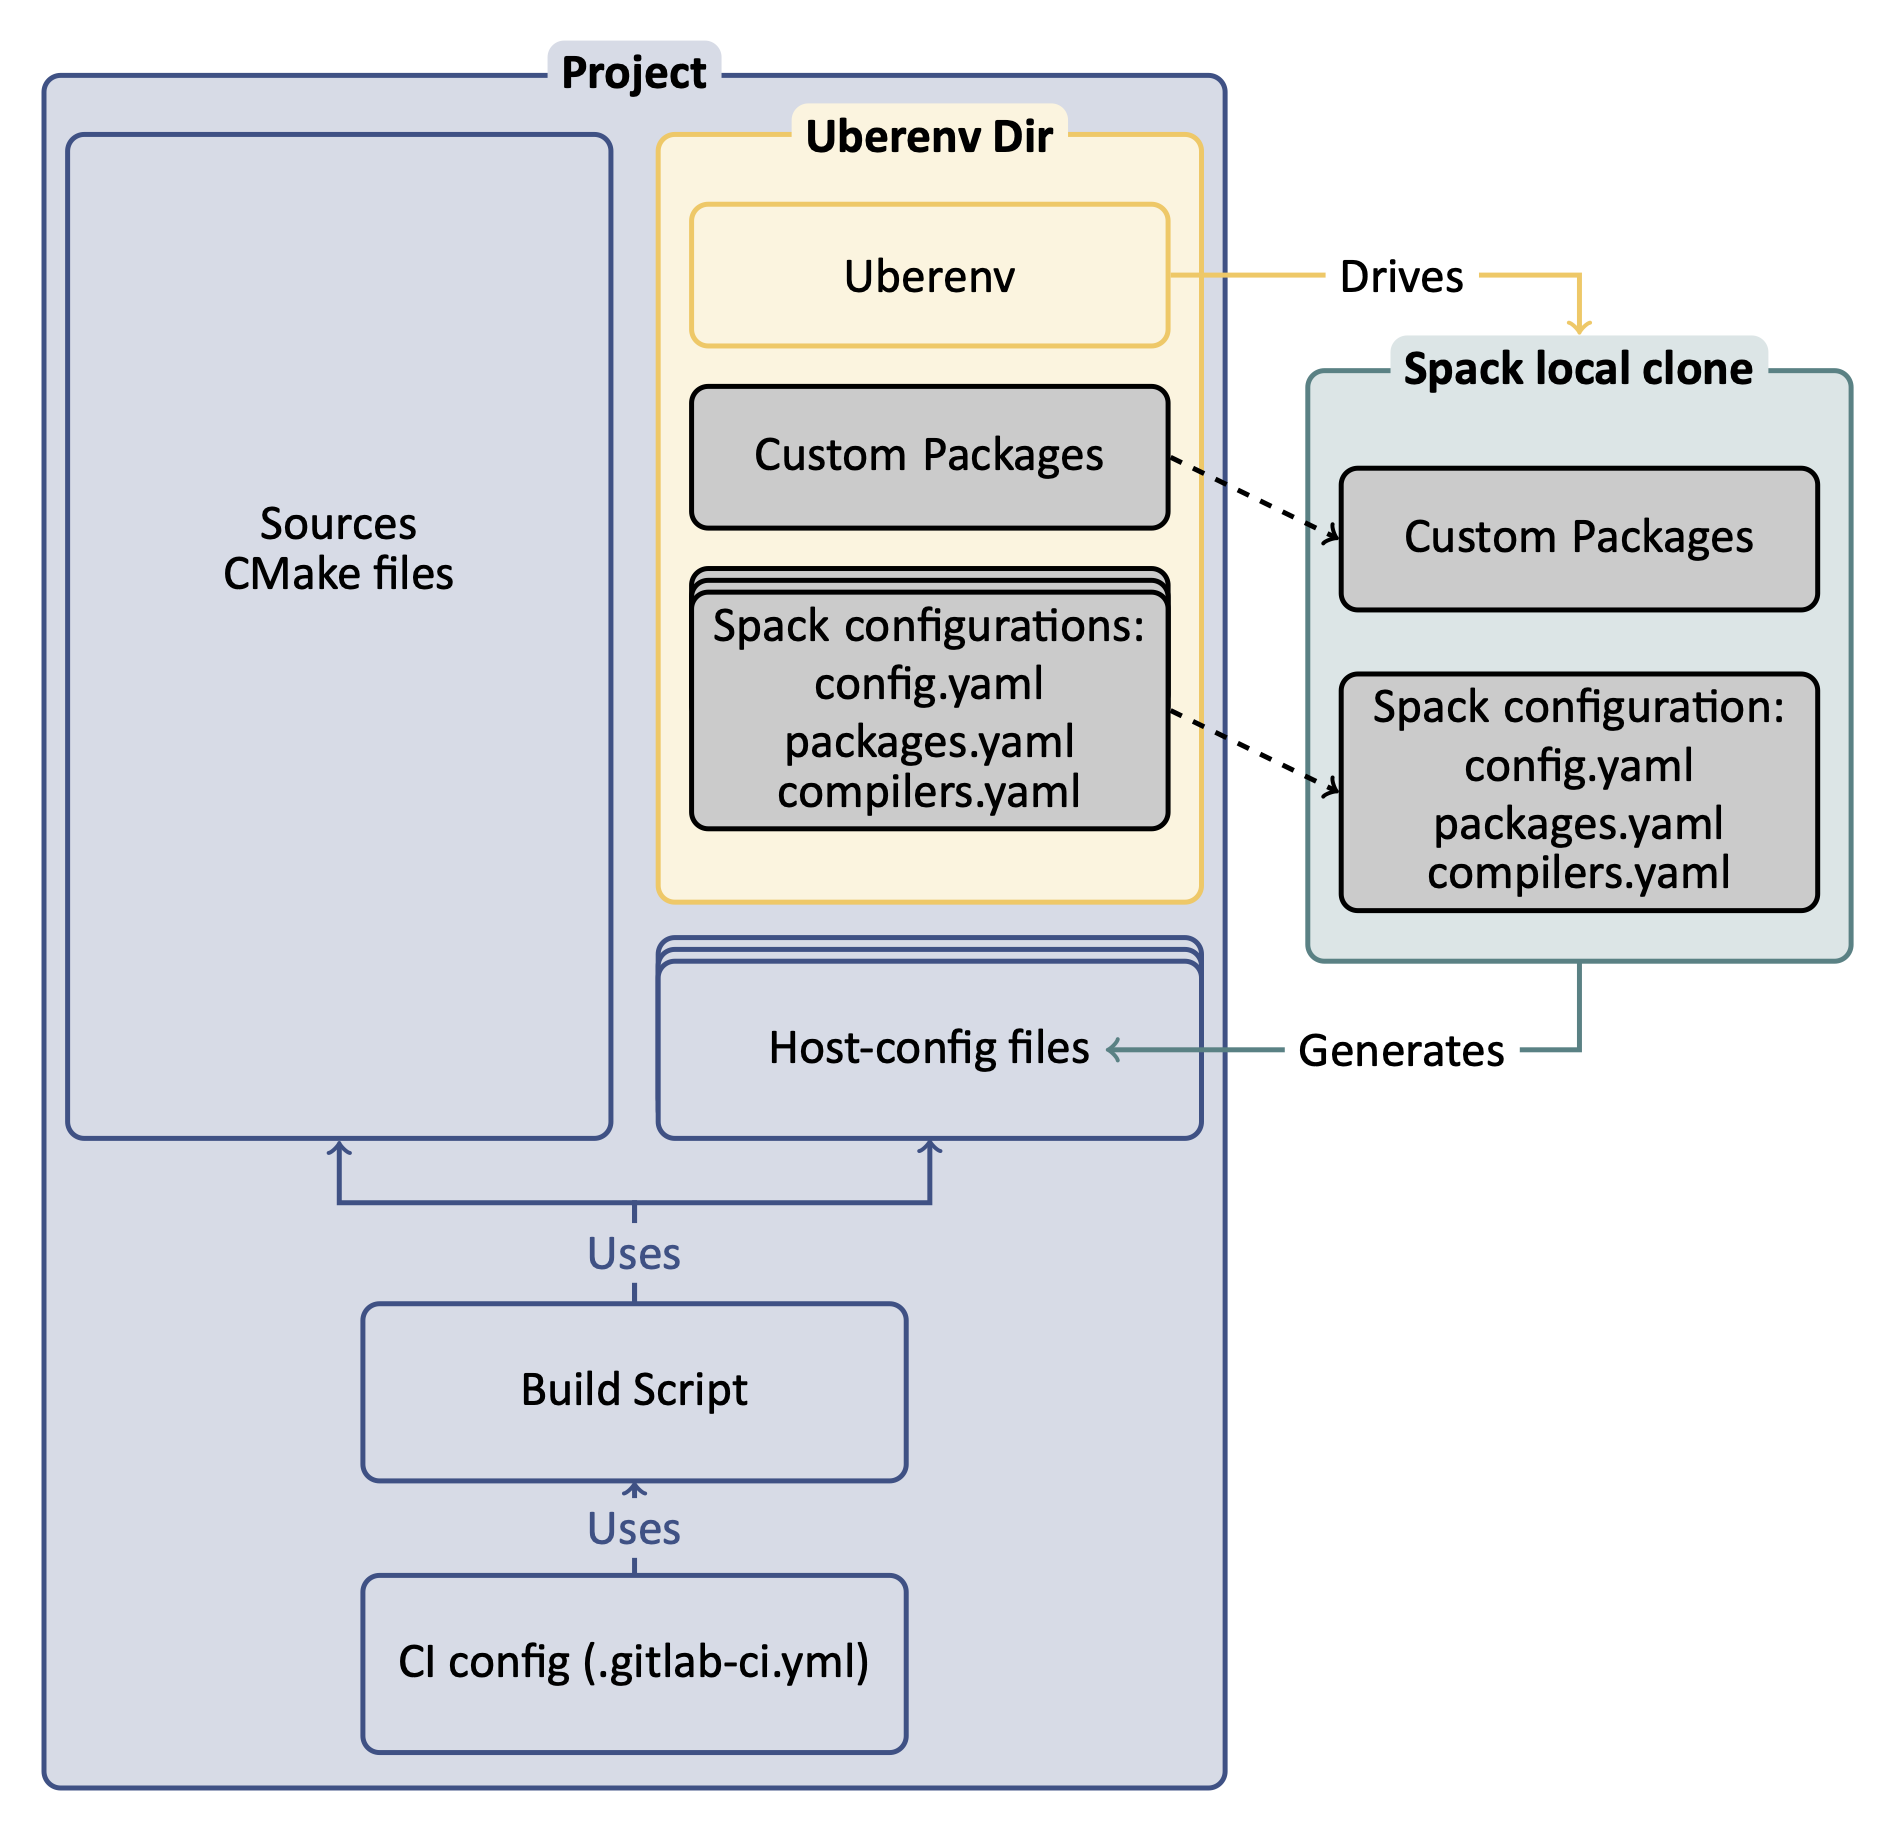 Project
Uberenv Dir
Uberenv
Drives
Spack local clone
Custom Packages
Custom Packages
Sources
CMake files
Spack configurations:
config.yaml
packages.yaml
compilers.yaml
Spack configuration:
config.yaml
packages.yaml
compilers.yaml
Host-config files
Generates
Uses
Build Script
Uses
CI config (.gitlab-ci.yml)